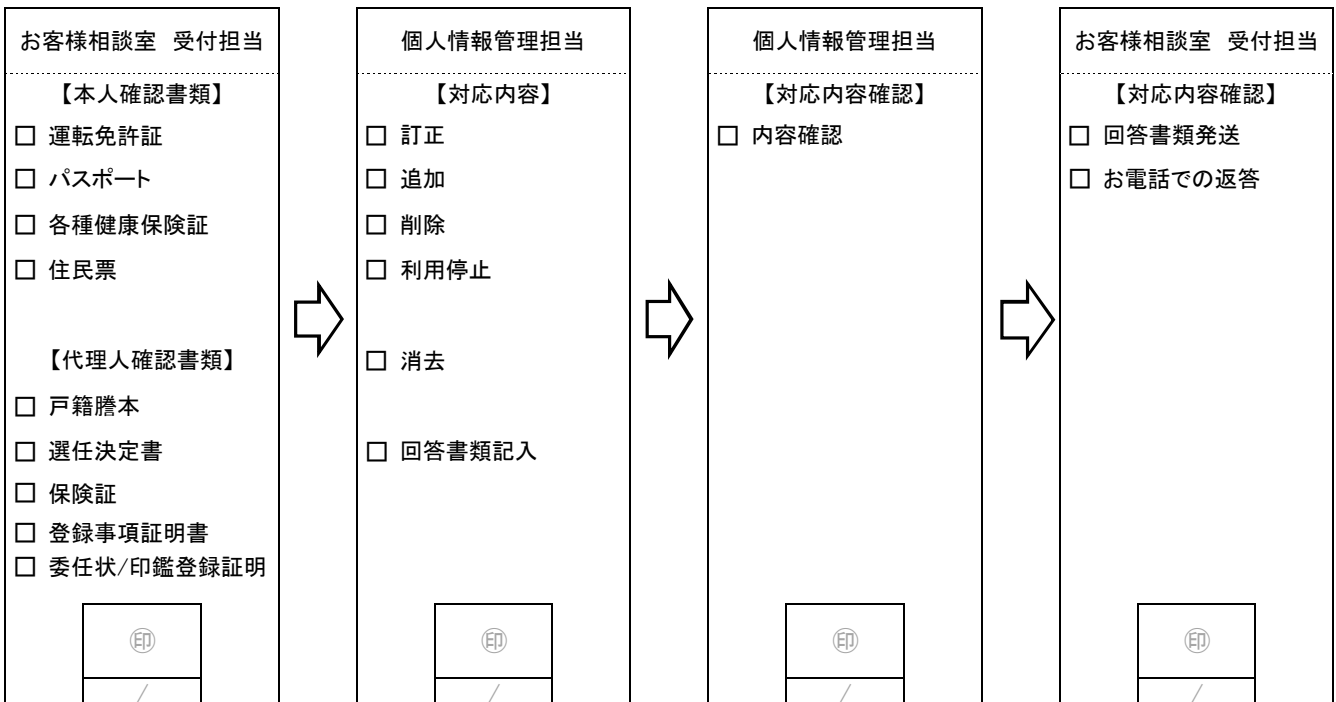 お客様相談室 受付担当
【本人確認書類】
□ 運転免許証
□ パスポート
□ 各種健康保険証
□ 住民票
【代理人確認書類】
□ 戸籍謄本
□ 選任決定書
□ 保険証
□ 登録事項証明書
□ 委任状/印鑑登録証明
㊞
/
個人情報管理担当
【対応内容】
□ 訂正
□ 追加
□ 削除
□ 利用停止
□ 消去
□ 回答書類記入
㊞
/
個人情報管理担当
【対応内容確認】
□ 内容確認
㊞
/
お客様相談室 受付担当
【対応内容確認】
□ 回答書類発送
□ お電話での返答
㊞
/